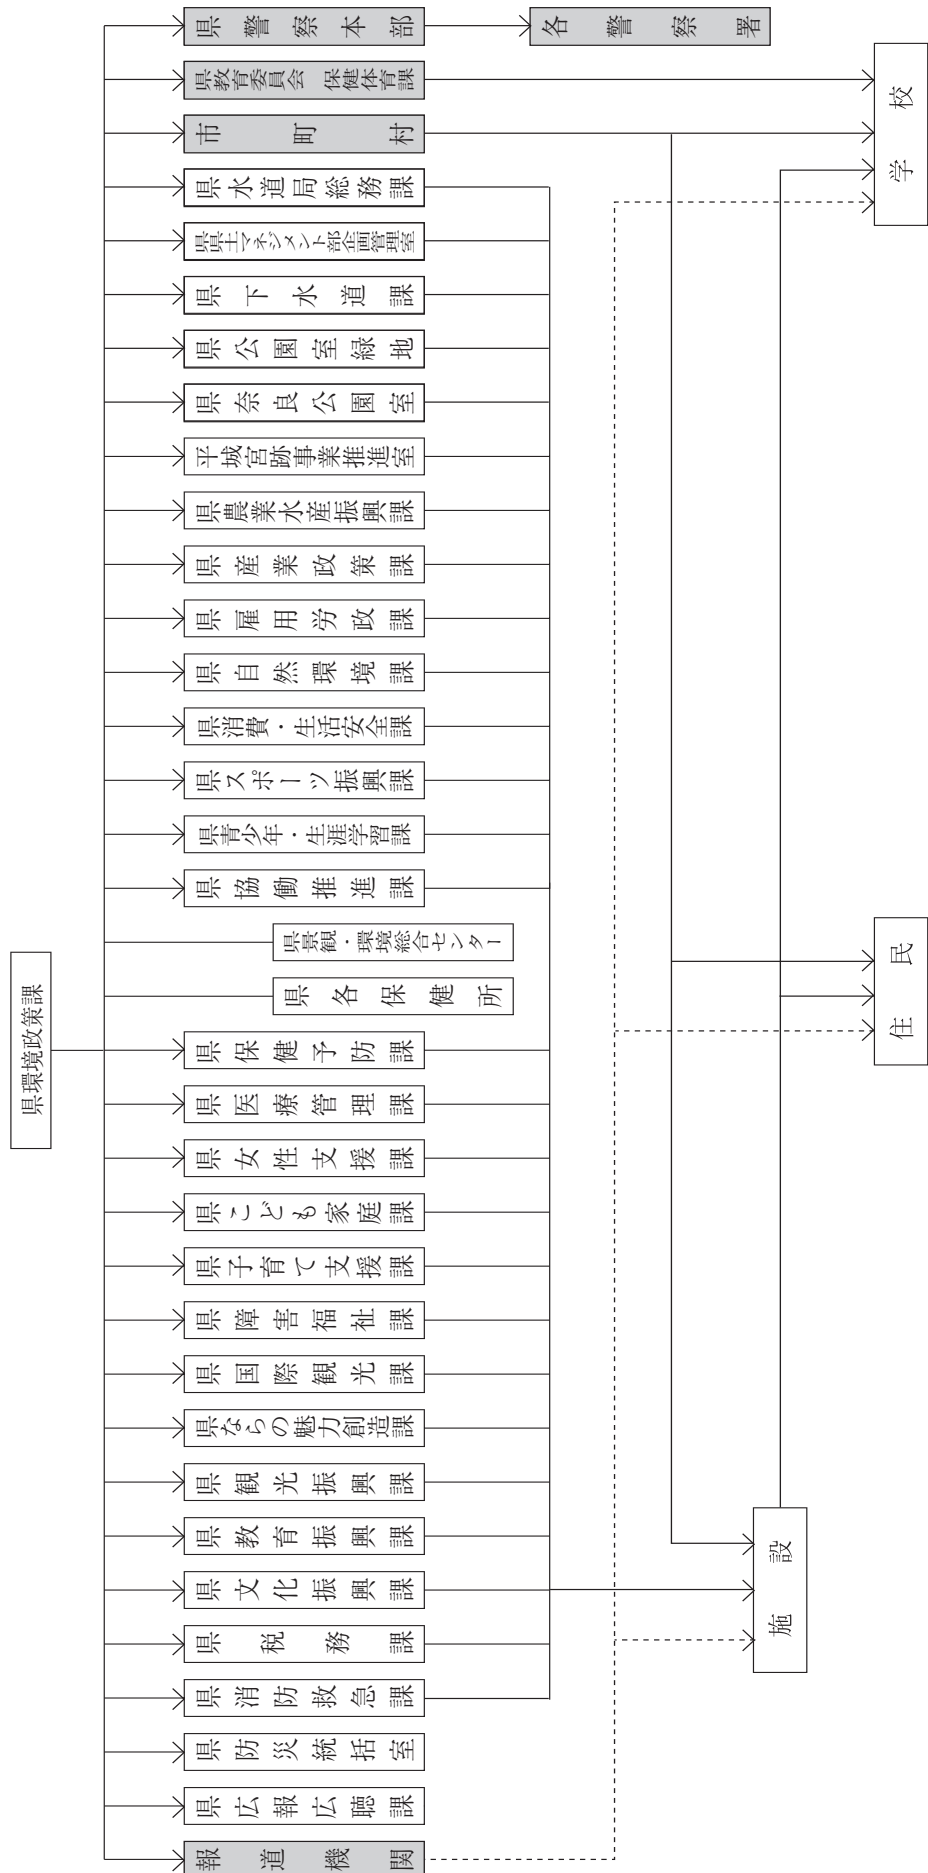 県環境政策課
報道機関
県広報広聴課
県防災統括室
県消防救急課
県税務課
県文化振興課
県教育振興課
県観光振興課
県ならの魅力創造課
県国際観光課
県障害福祉課
県子育て支援課
県こども家庭課
県女性支援課
県医療管理課
県保健予防課
県各保健所
県景観・環境総合センター
県協働推進課
県青少年・生涯学習課
県スポーツ振興課
県消費・生活安全課
県自然環境課
県雇用労政課
県産業政策課
県農業水産振興課
平城宮跡事業推進室
県奈良公園室
県公園室緑地
県下水道課
県県土マネジメント部企画管理室
県水道局総務課
市町村
県教育委員会 保健体育課
県警察本部
各警察署
施設
住民
学校